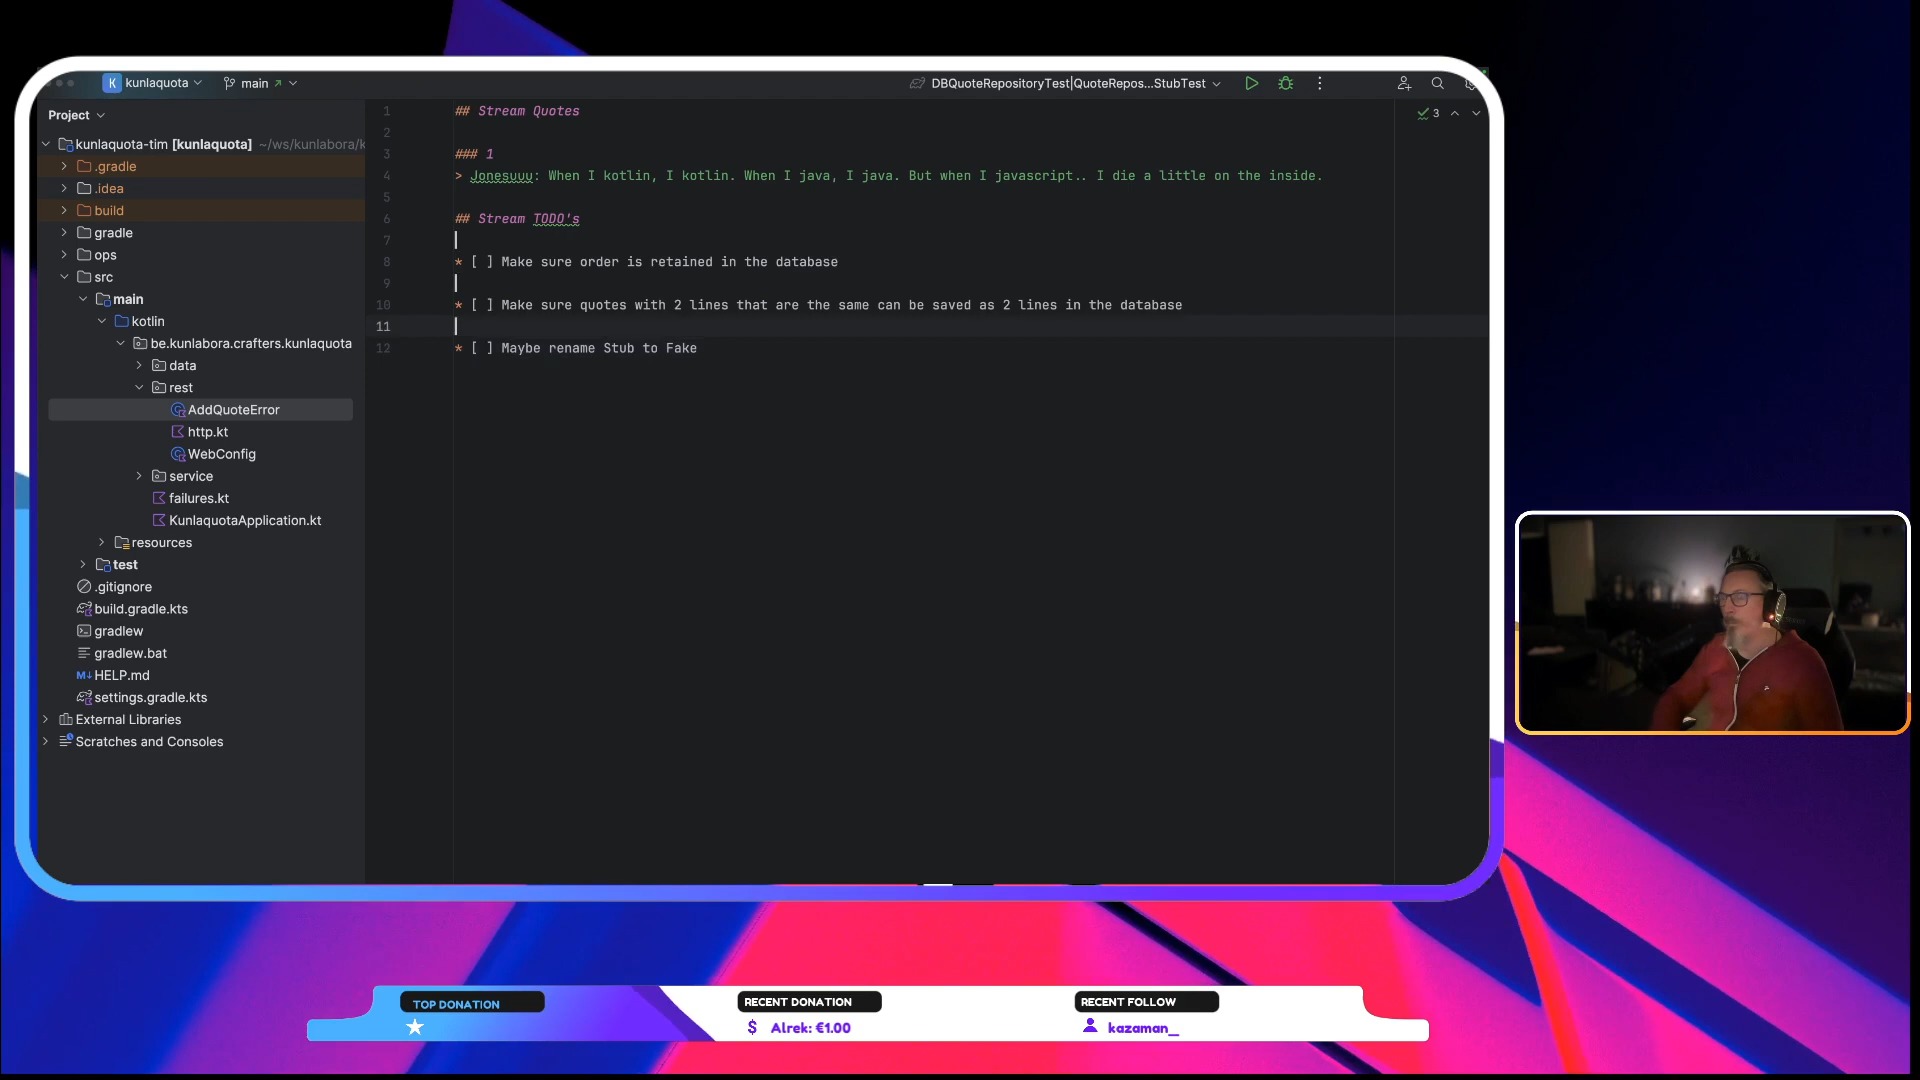 K kunlaquota
main
DBQuoteRepositoryTest|QuoteRepos...StubTest
Project
kunlaquota-tim [kunlaquota] ~/ws/kunlabora/k
.gradle
.idea
build
gradle
ops
src
main
kotlin
be.kunlabora.crafters.kunlaquota
data
rest
AddQuoteError
http.kt
WebConfig
service
failures.kt
KunlaquotaApplication.kt
resources
test
.gitignore
build.gradle.kts
gradlew
gradlew.bat
M↓ HELP.md
settings.gradle.kts
External Libraries
Scratches and Consoles
1 ## Stream Quotes
2
3 ### 1
4 > Jonesuuu: When I kotlin, I kotlin. When I java, I java. But when I javascript.. I die a little on the inside.
5
6 ## Stream TODO's
7
8 * [ ] Make sure order is retained in the database
9
10 * [ ] Make sure quotes with 2 lines that are the same can be saved as 2 lines in the database
11
12 * [ ] Maybe rename Stub to Fake
3
TOP DONATION
RECENT DONATION
$ Alrek: €1.00
RECENT FOLLOW
kazaman_